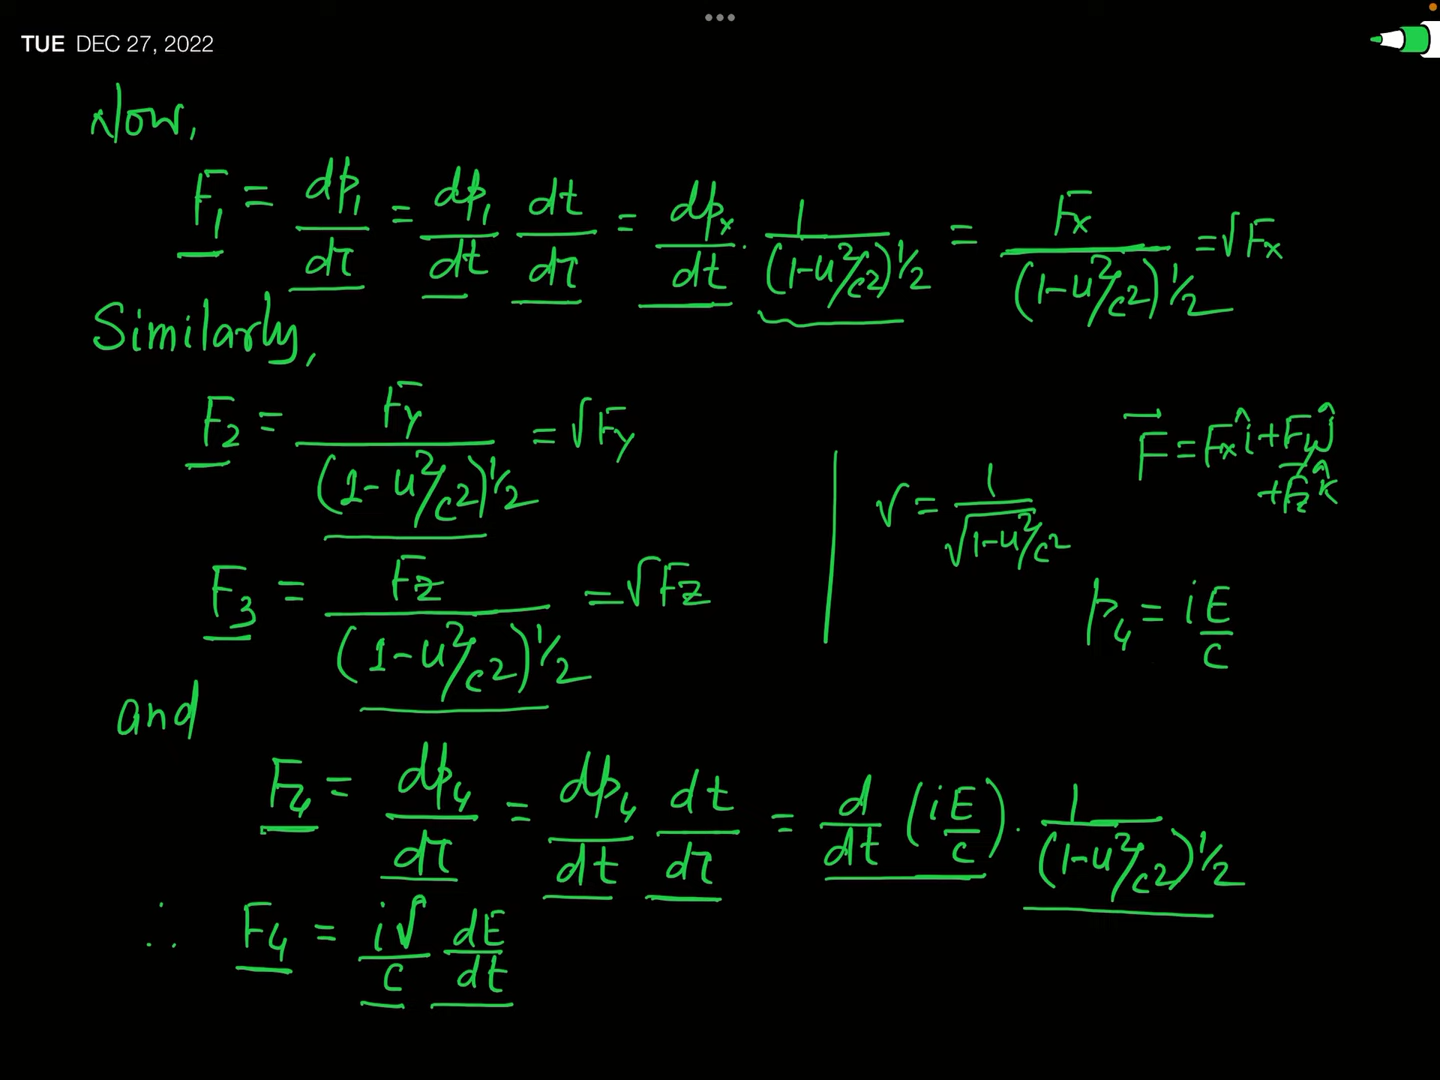 TUE DEC 27, 2022
Now,
F₁ = dp₁/dτ = dp₁/dt dt/dτ = dpₓ/dt · 1/(1-u²/c²)^1/2 = Fₓ/(1-u²/c²)^1/2 = γFₓ
Similarly,
F₂ = Fy/(1-u²/c²)^1/2 = γFy
F⃗ = Fₓî + Fyĵ
+ Fzk̂
γ = 1/√(1-u²/c²)
F₃ = Fz/(1-u²/c²)^1/2 = γFz
p₄ = iE/c
and
F₄ = dp₄/dτ = dp₄/dt dt/dτ = d/dt (iE/c) · 1/(1-u²/c²)^1/2
∴ F₄ = iγ/c dE/dt